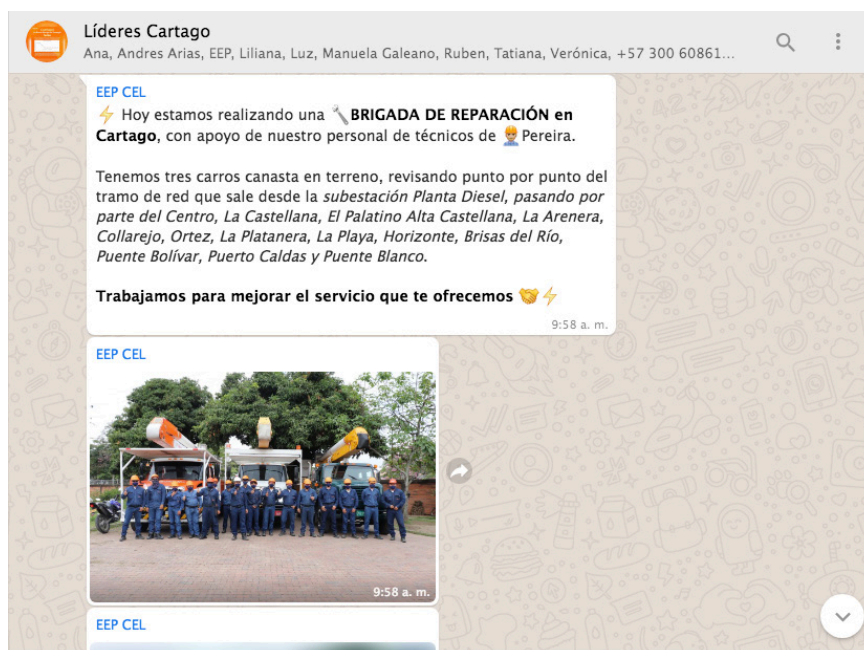 Líderes Cartago
Ana, Andres Arias, EEP, Liliana, Luz, Manuela Galeano, Ruben, Tatiana, Verónica, +57 300 60861...
EEP CEL
⚡ Hoy estamos realizando una 🔧BRIGADA DE REPARACIÓN en
Cartago, con apoyo de nuestro personal de técnicos de 👷Pereira.
Tenemos tres carros canasta en terreno, revisando punto por punto del
tramo de red que sale desde la subestación Planta Diesel, pasando por
parte del Centro, La Castellana, El Palatino Alta Castellana, La Arenera,
Collarejo, Ortez, La Platanera, La Playa, Horizonte, Brisas del Río,
Puente Bolívar, Puerto Caldas y Puente Blanco.
Trabajamos para mejorar el servicio que te ofrecemos 🤝⚡
9:58 a. m.
EEP CEL
9:58 a. m.
EEP CEL